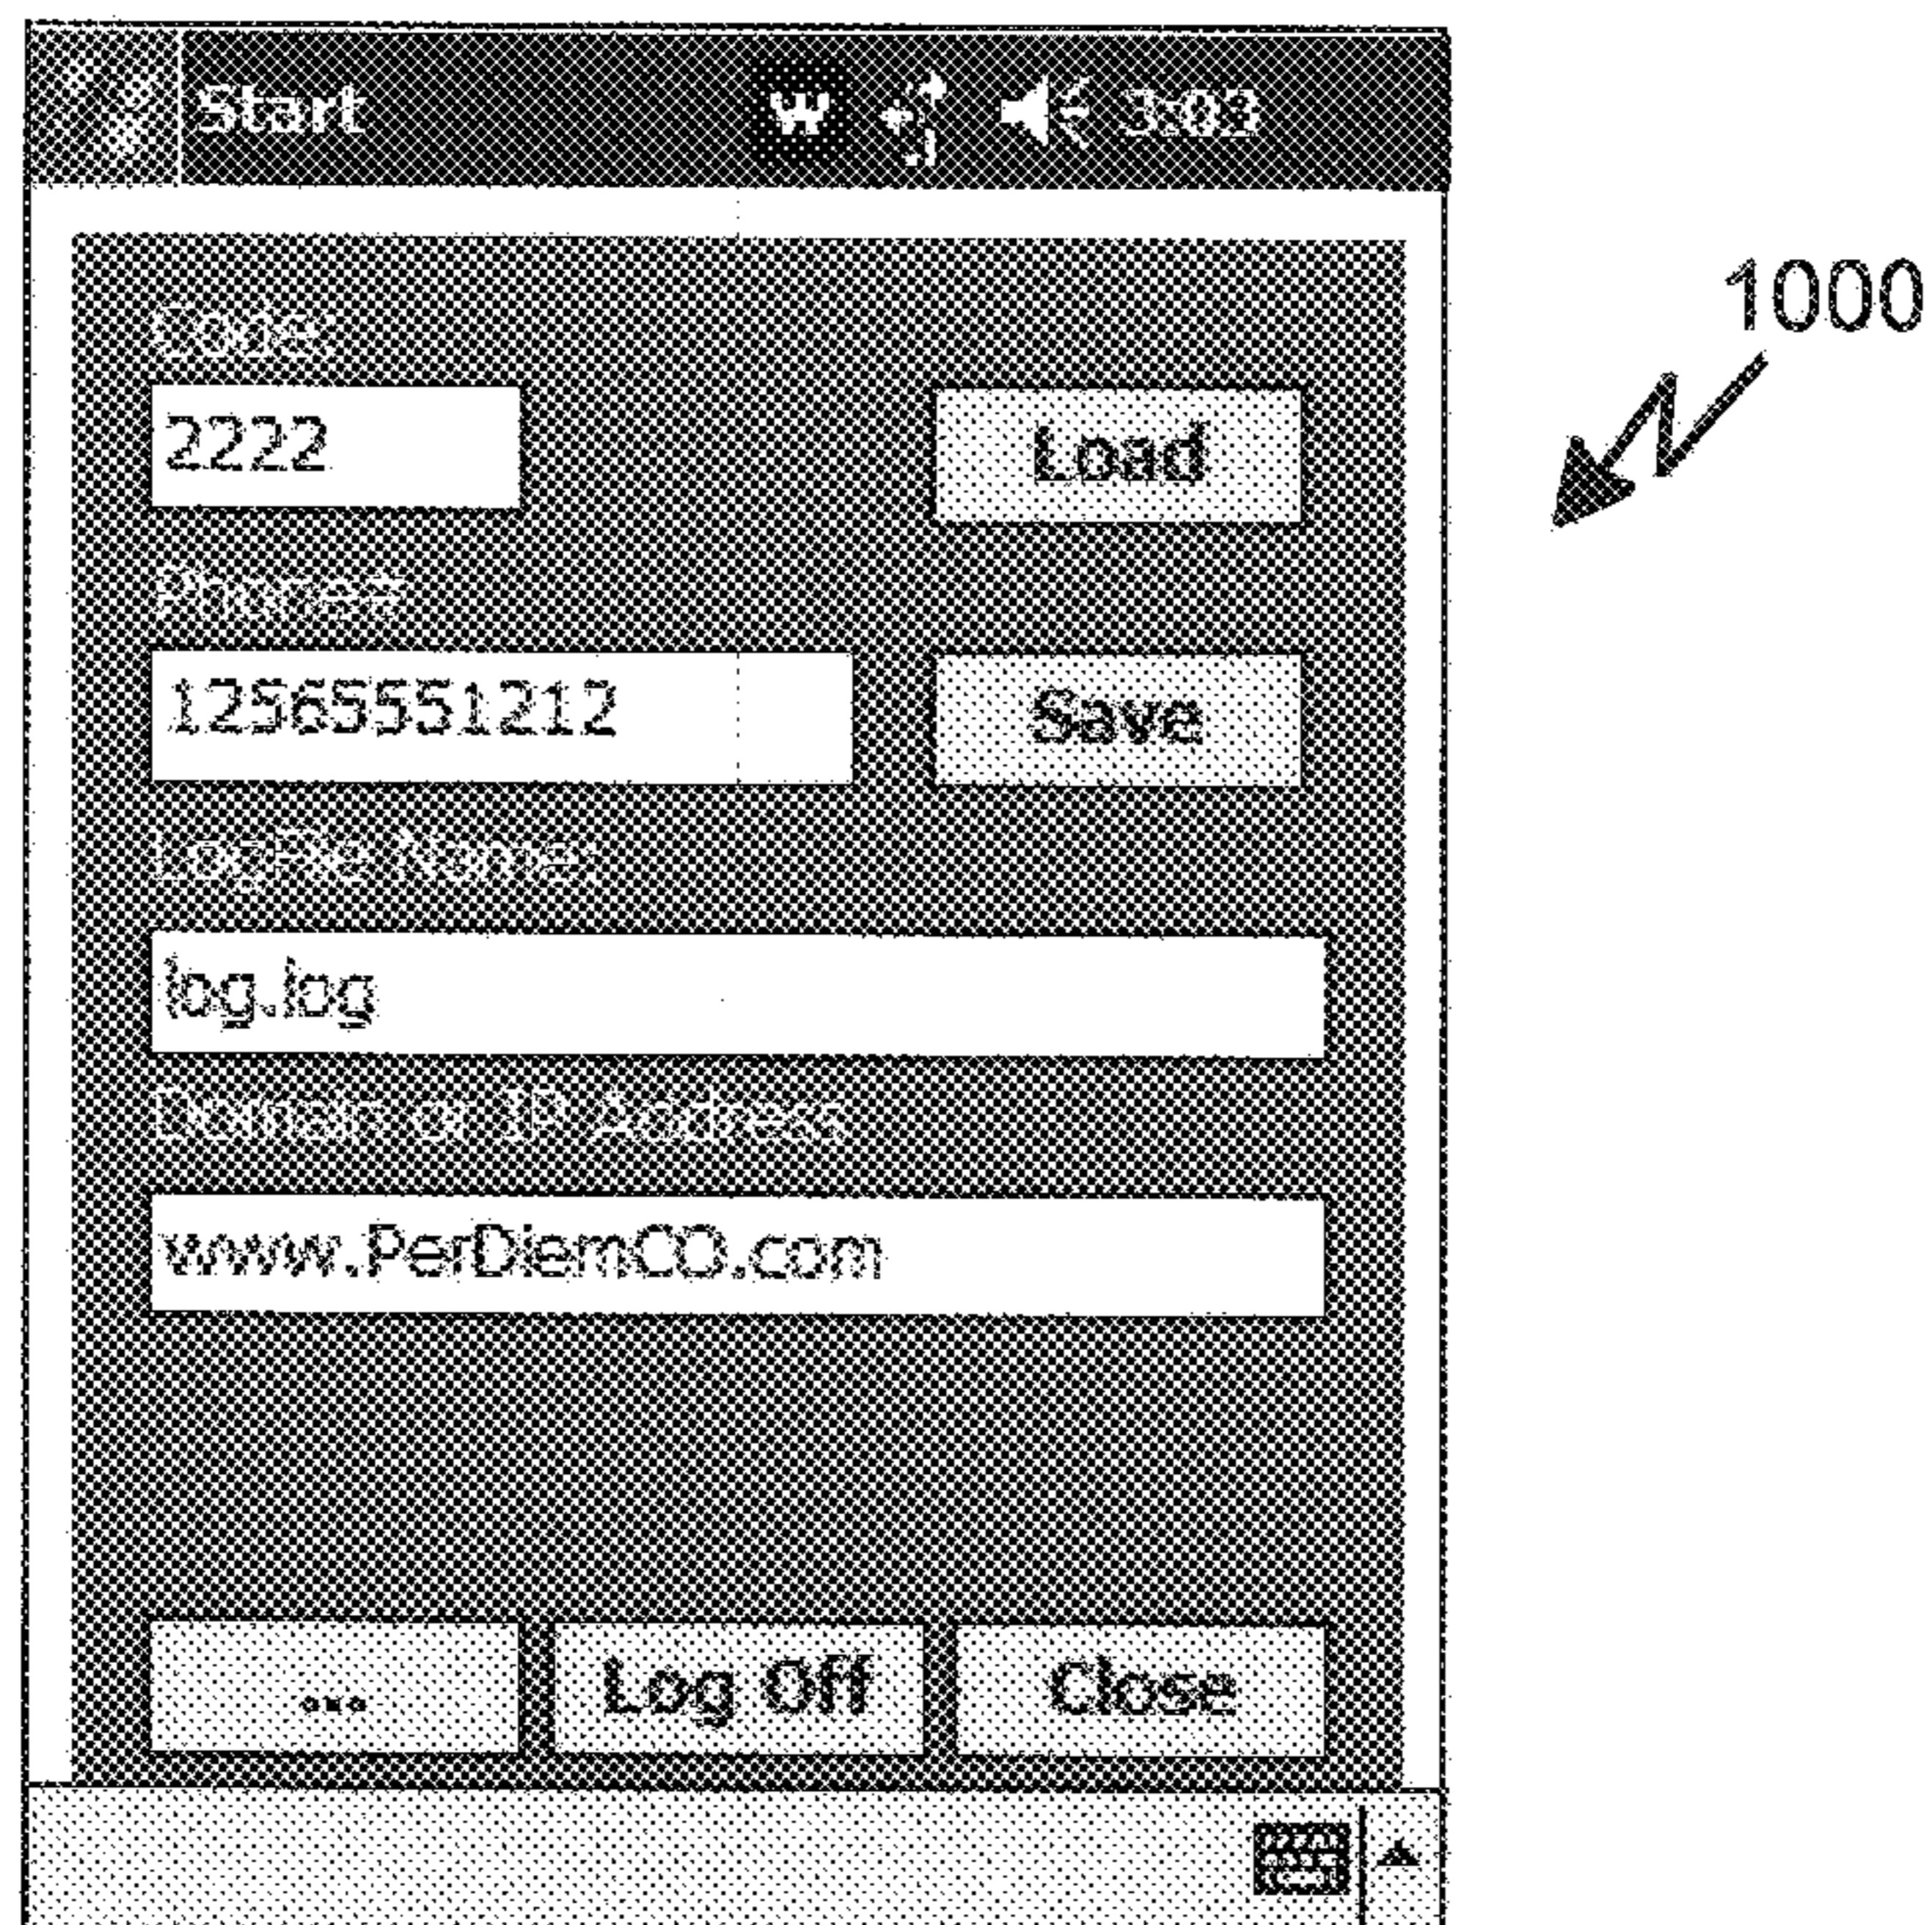 Start 3:03
1000
Code:
2222 Load
Phone#
12565551212 Save
LogFile Name:
log.log
Domain or IP Address
www.PerDiemCO.com
... Log Off Close